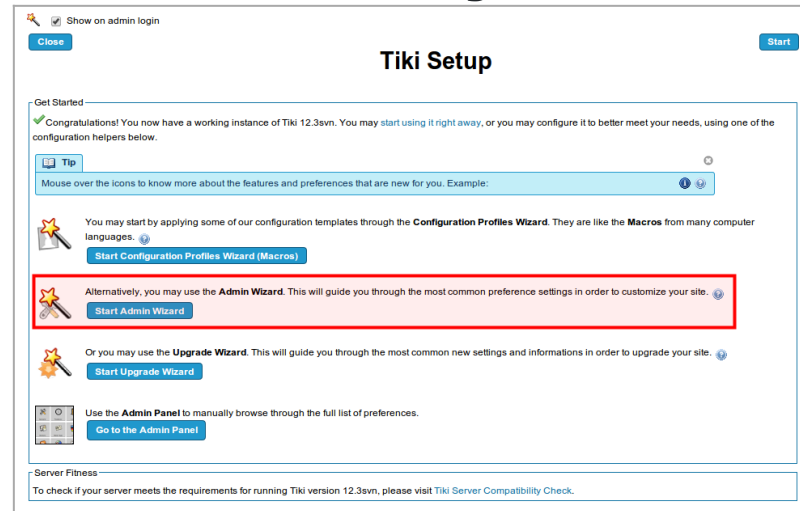 Show on admin login
Close
Start
Tiki Setup
Get Started
Congratulations! You now have a working instance of Tiki 12.3svn. You may start using it right away, or you may configure it to better meet your needs, using one of the
configuration helpers below.
Tip
Mouse over the icons to know more about the features and preferences that are new for you. Example:
You may start by applying some of our configuration templates through the Configuration Profiles Wizard. They are like the Macros from many computer
languages.
Start Configuration Profiles Wizard (Macros)
Alternatively, you may use the Admin Wizard. This will guide you through the most common preference settings in order to customize your site.
Start Admin Wizard
Or you may use the Upgrade Wizard. This will guide you through the most common new settings and informations in order to upgrade your site.
Start Upgrade Wizard
Use the Admin Panel to manually browse through the full list of preferences.
Go to the Admin Panel
Server Fitness
To check if your server meets the requirements for running Tiki version 12.3svn, please visit Tiki Server Compatibility Check.